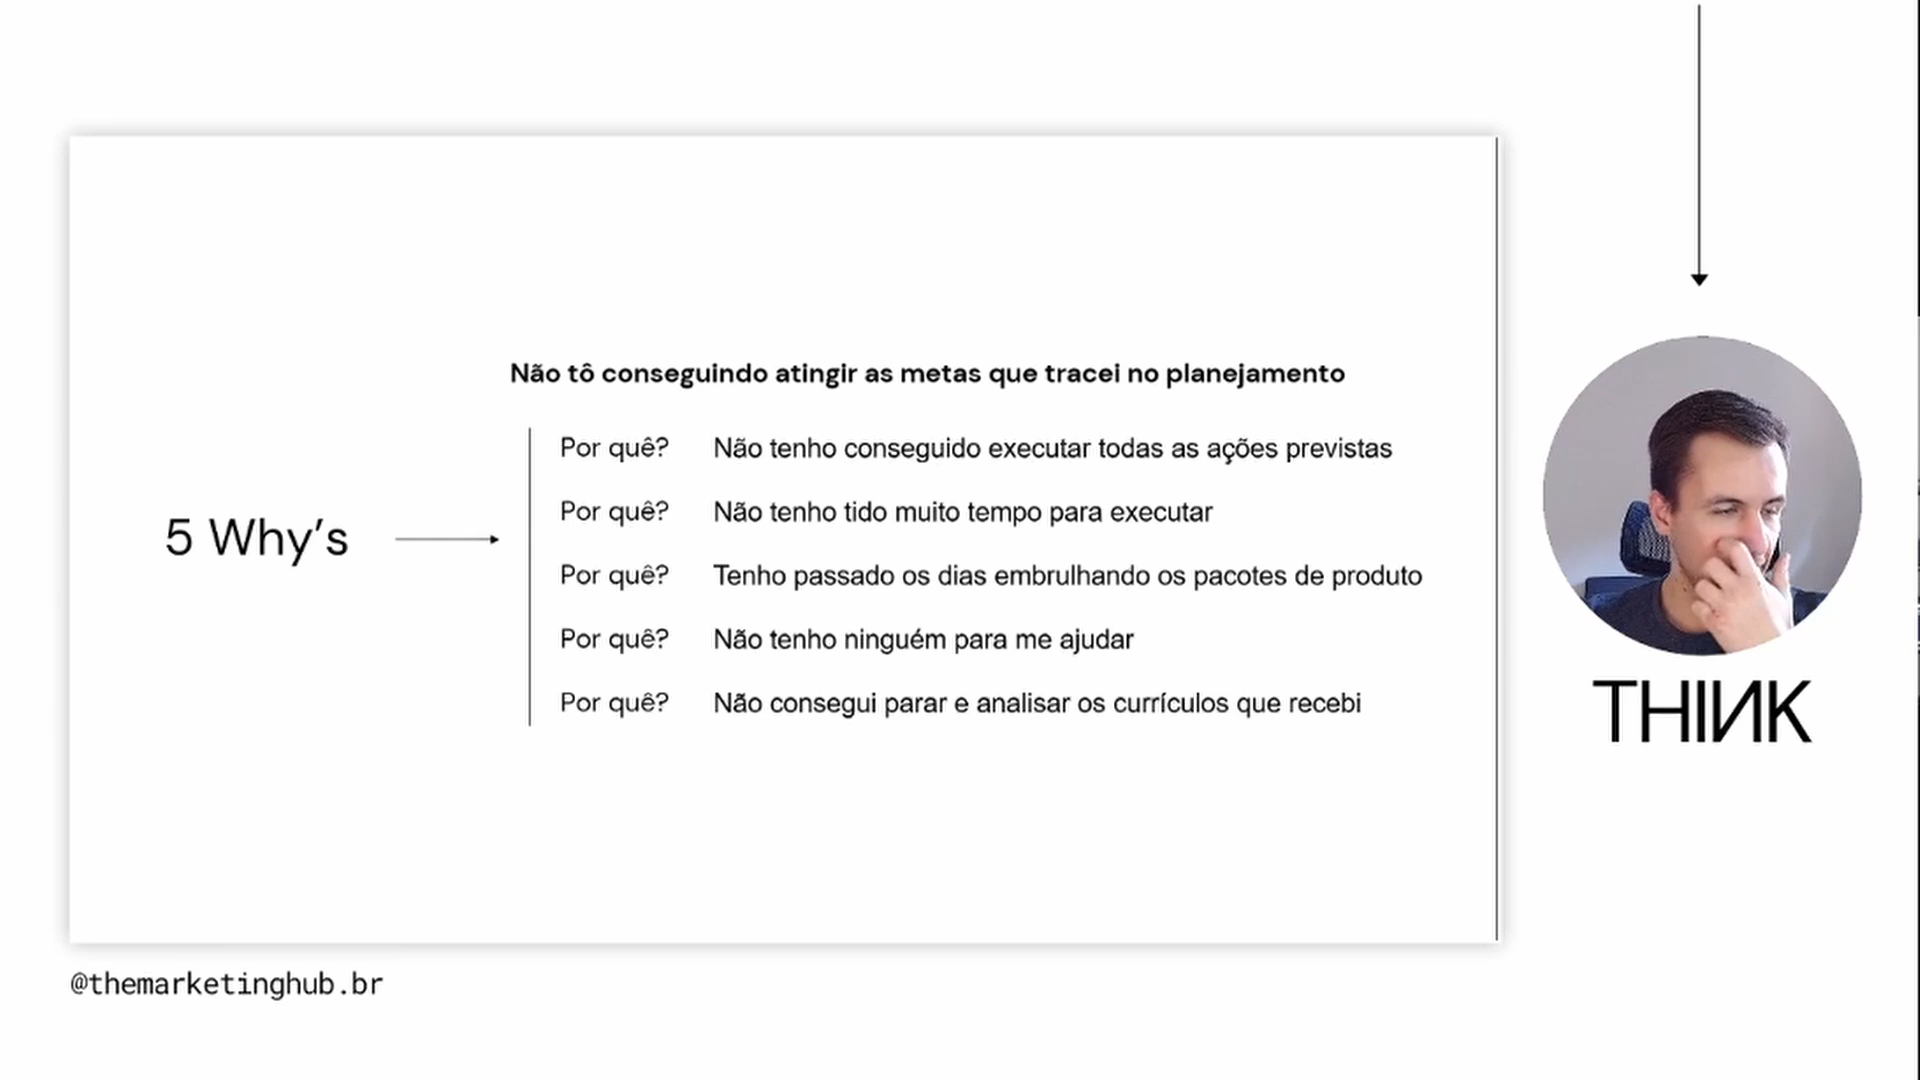 Não tô conseguindo atingir as metas que tracei no planejamento
5 Why’s
Por quê? Não tenho conseguido executar todas as ações previstas
Por quê? Não tenho tido muito tempo para executar
Por quê? Tenho passado os dias embrulhando os pacotes de produto
Por quê? Não tenho ninguém para me ajudar
Por quê? Não consegui parar e analisar os currículos que recebi
THIИK
@themarketinghub.br